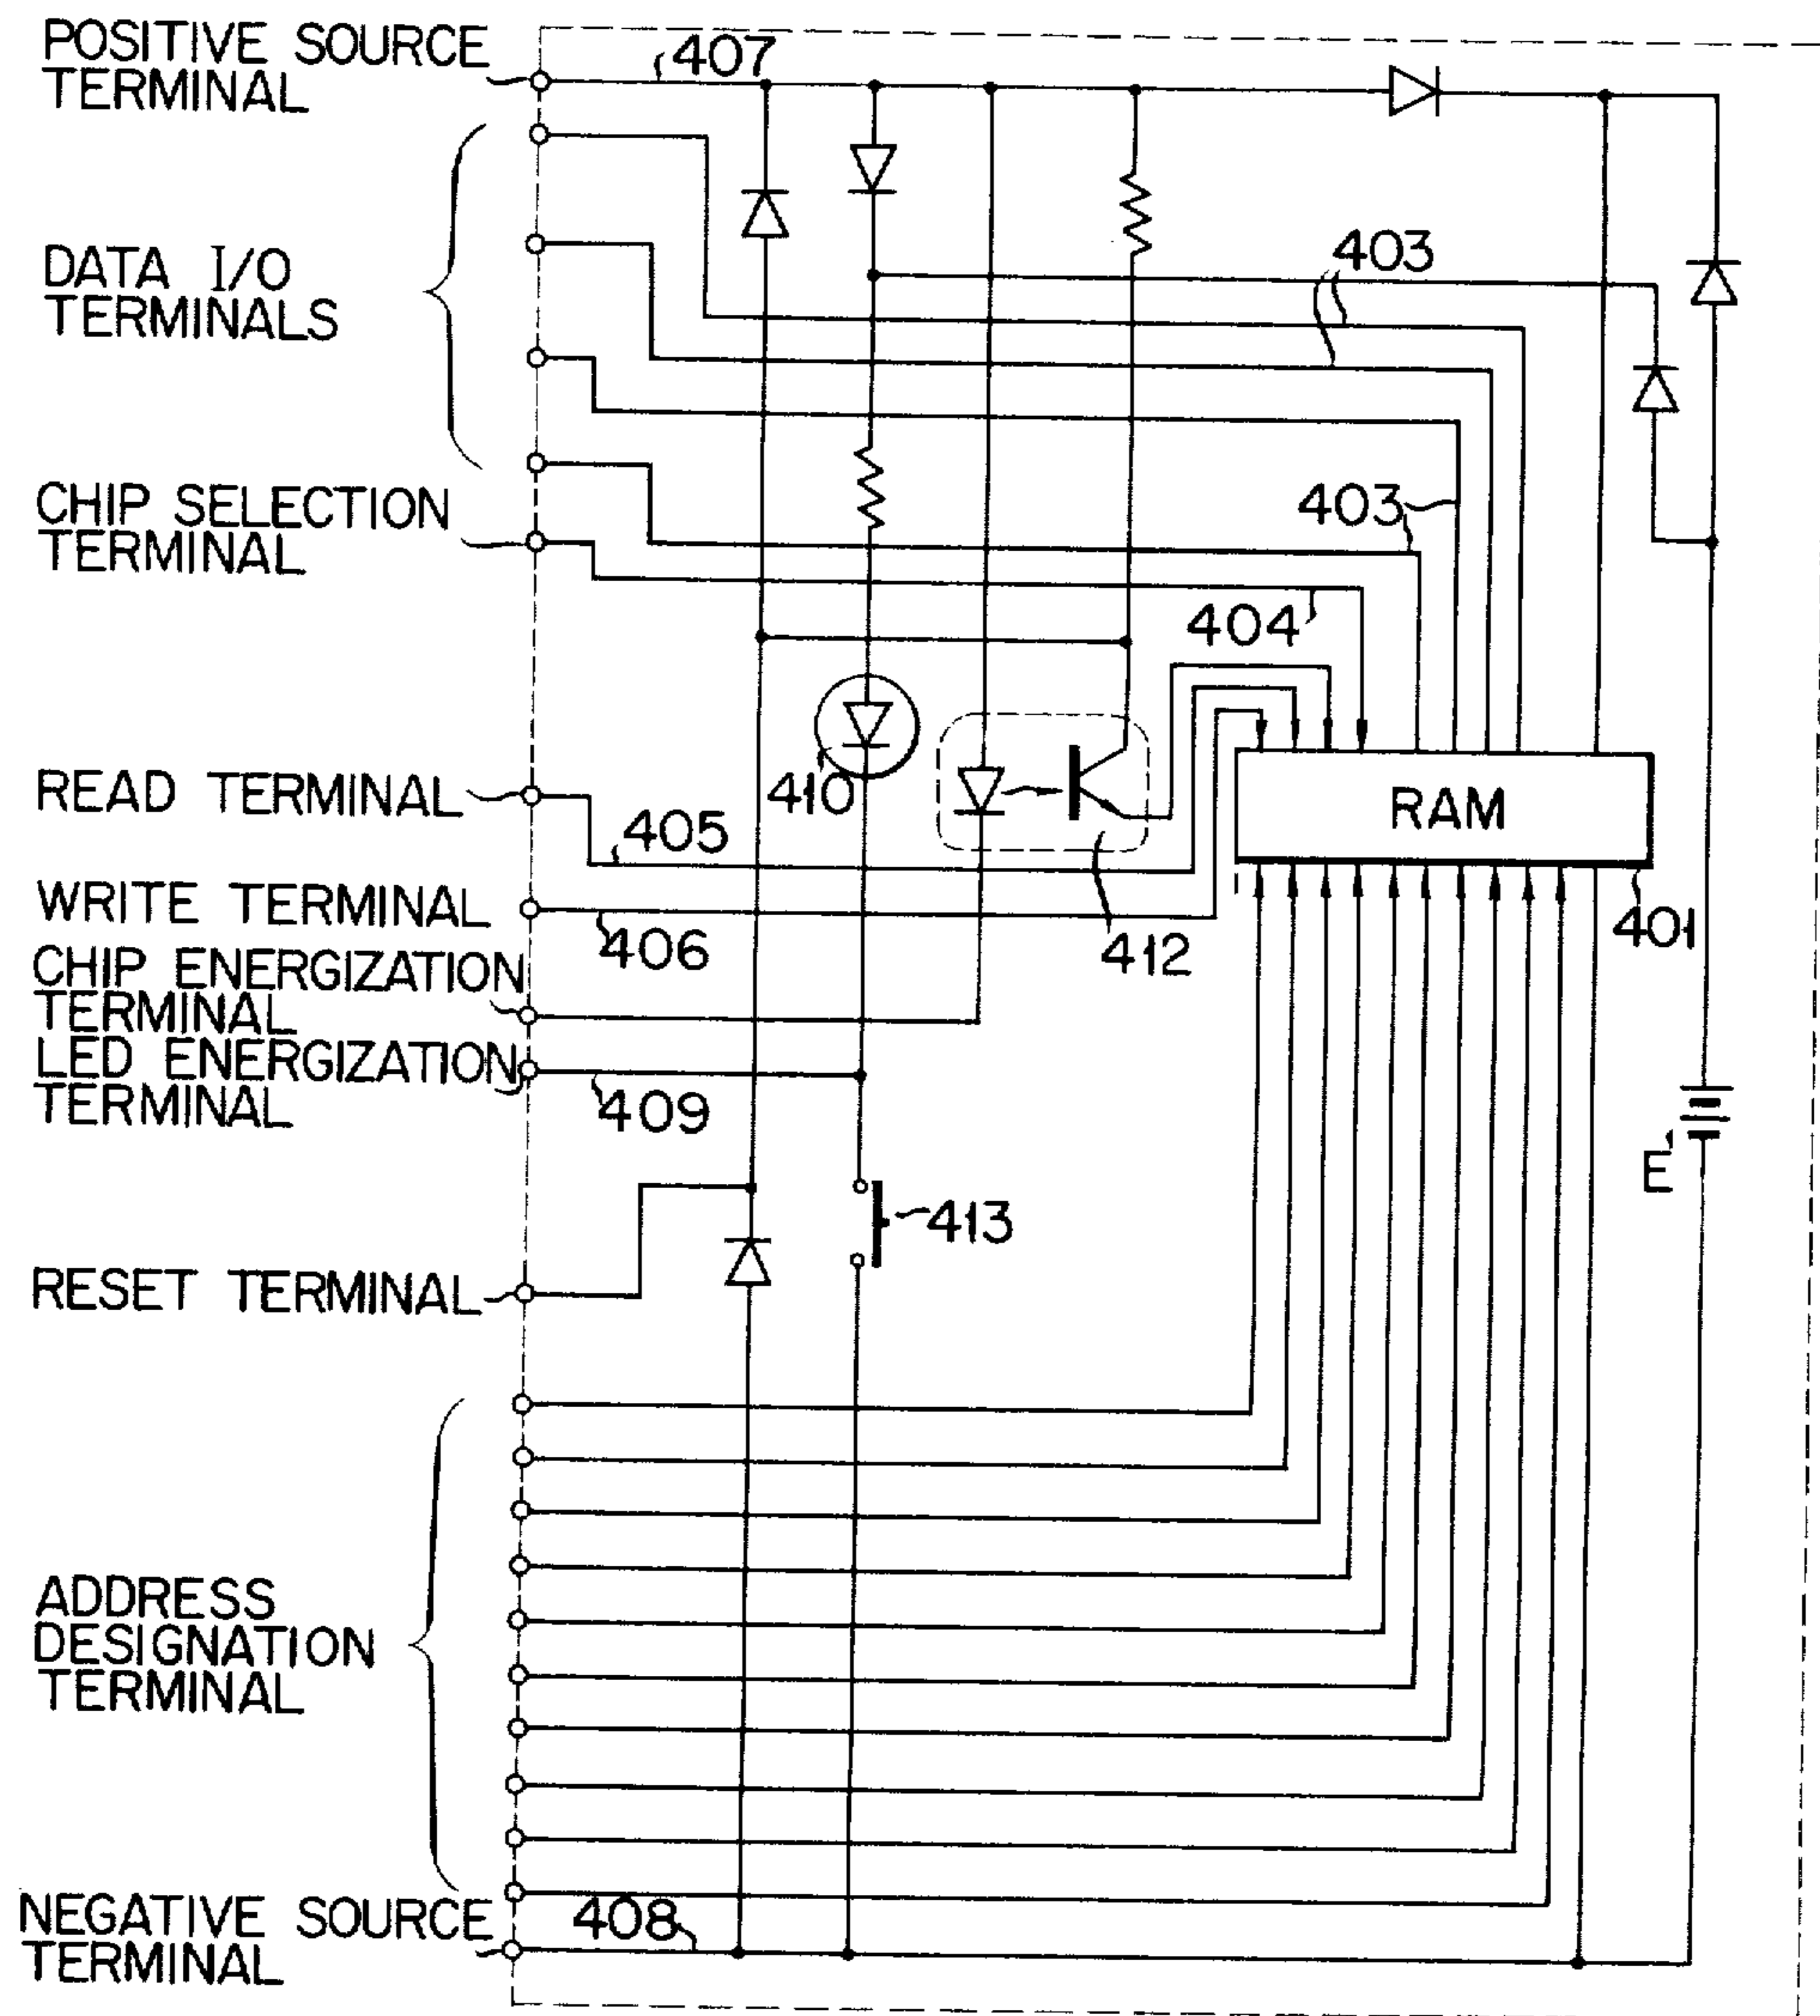 POSITIVE SOURCE
TERMINAL
407
DATA I/O
TERMINALS
403
CHIP SELECTION
TERMINAL
403
404
READ TERMINAL
410
405
RAM
WRITE TERMINAL
406
412
401
CHIP ENERGIZATION
TERMINAL
LED ENERGIZATION
TERMINAL
409
E'
413
RESET TERMINAL
ADDRESS
DESIGNATION
TERMINAL
NEGATIVE SOURCE
TERMINAL
408